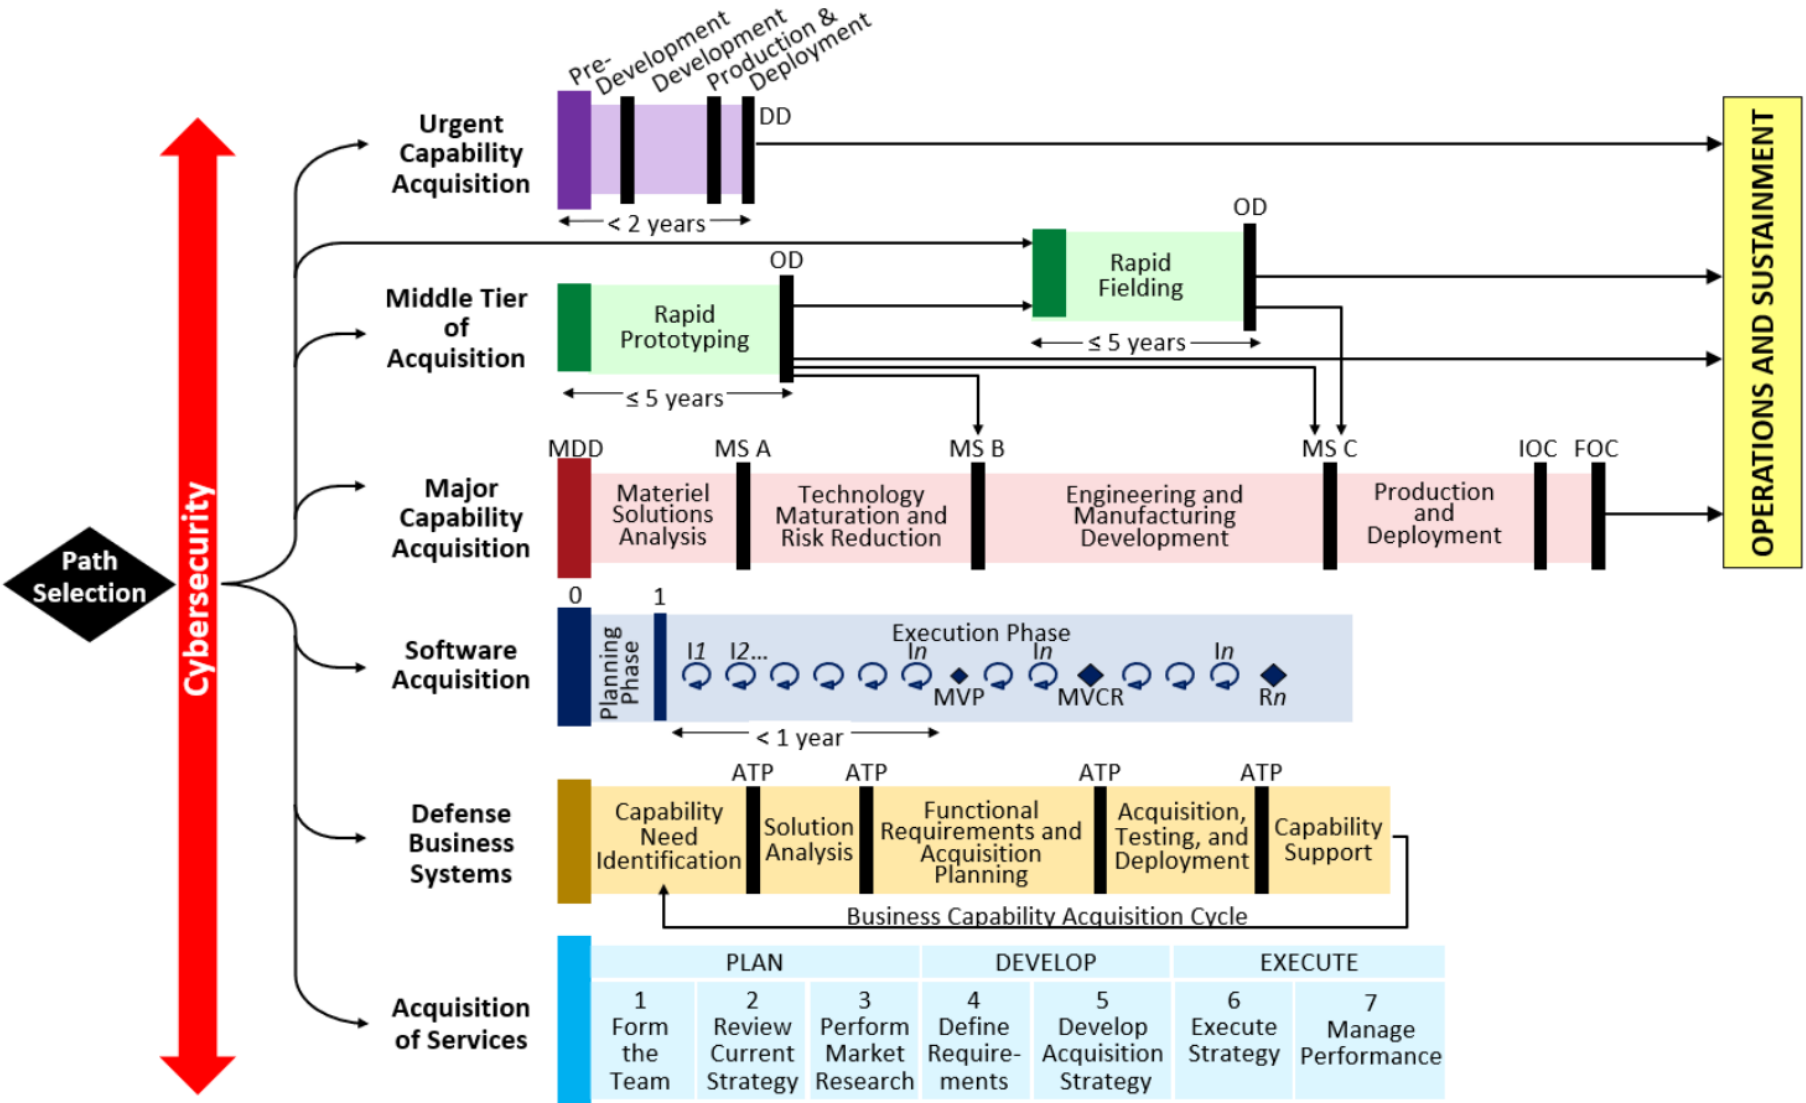 Pre-
Development
Development
Production &
Deployment
DD
Urgent
Capability
Acquisition
< 2 years
OD
Rapid
Fielding
≤ 5 years
OD
Middle Tier
of
Acquisition
Rapid
Prototyping
≤ 5 years
OPERATIONS AND SUSTAINMENT
MDD
MS A
MS B
MS C
IOC
FOC
Major
Capability
Acquisition
Materiel
Solutions
Analysis
Technology
Maturation and
Risk Reduction
Engineering and
Manufacturing
Development
Production
and
Deployment
Path
Selection
Cybersecurity
0
1
Software
Acquisition
Planning
Phase
Execution Phase
I1
I2...
In
In
In
MVP
MVCR
Rn
< 1 year
ATP
ATP
ATP
ATP
Defense
Business
Systems
Capability
Need
Identification
Solution
Analysis
Functional
Requirements and
Acquisition
Planning
Acquisition,
Testing, and
Deployment
Capability
Support
Business Capability Acquisition Cycle
Acquisition
of Services
PLAN
DEVELOP
EXECUTE
1
Form
the
Team
2
Review
Current
Strategy
3
Perform
Market
Research
4
Define
Require-
ments
5
Develop
Acquisition
Strategy
6
Execute
Strategy
7
Manage
Performance